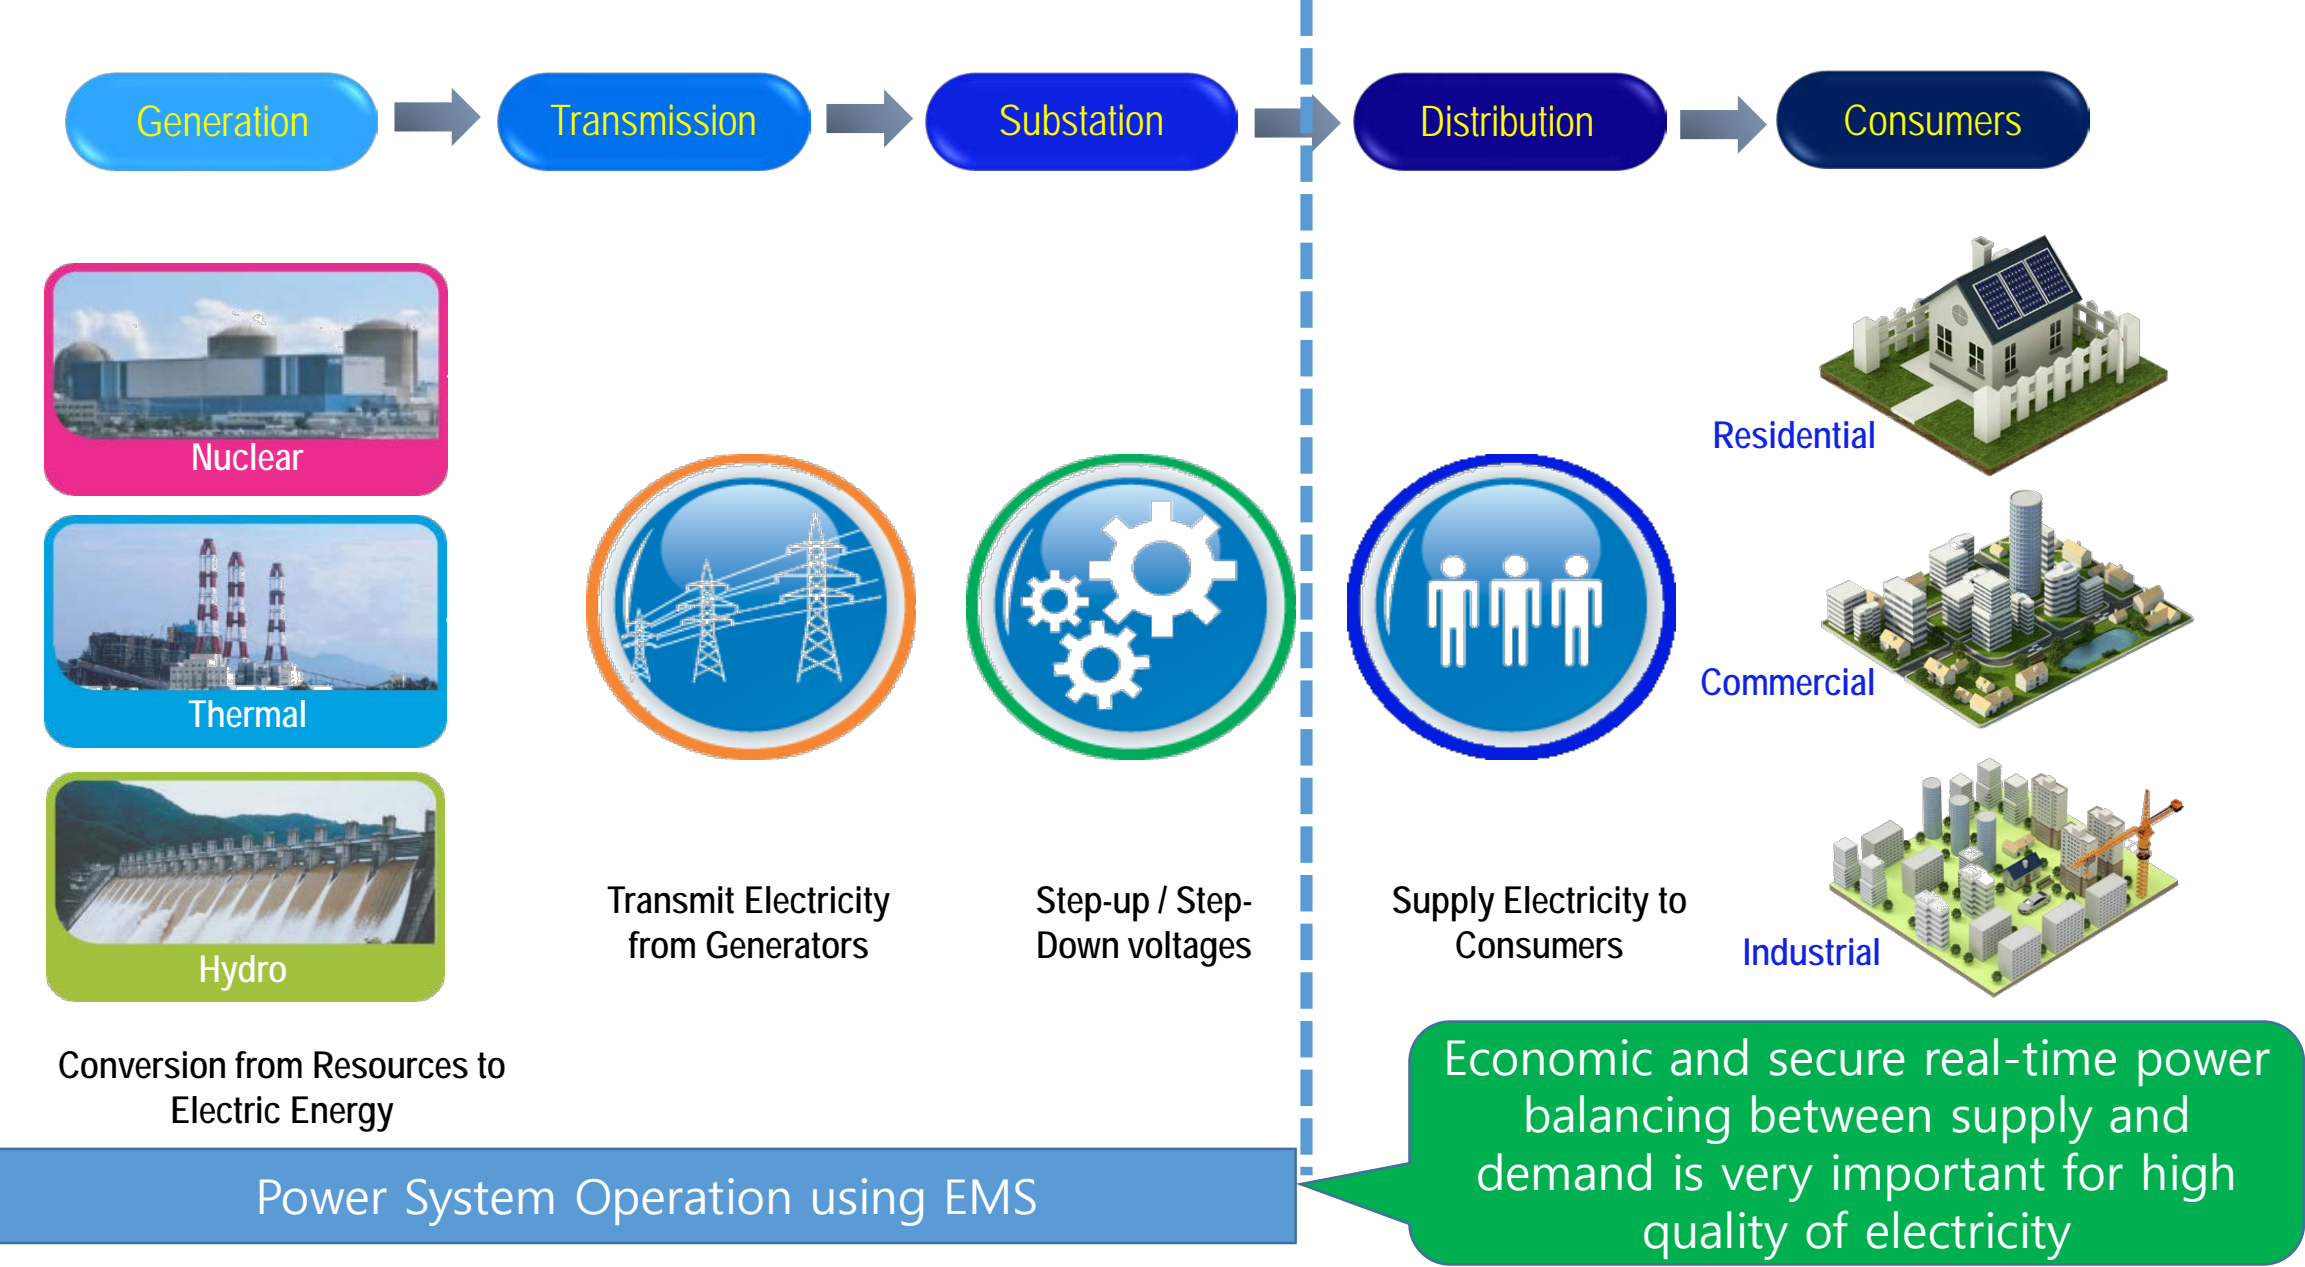 Generation
Transmission
Substation
Distribution
Consumers
Nuclear
Thermal
Hydro
Conversion from Resources to
Electric Energy
Transmit Electricity
from Generators
Step-up / Step-
Down voltages
Supply Electricity to
Consumers
Residential
Commercial
Industrial
Power System Operation using EMS
Economic and secure real-time power
balancing between supply and
demand is very important for high
quality of electricity